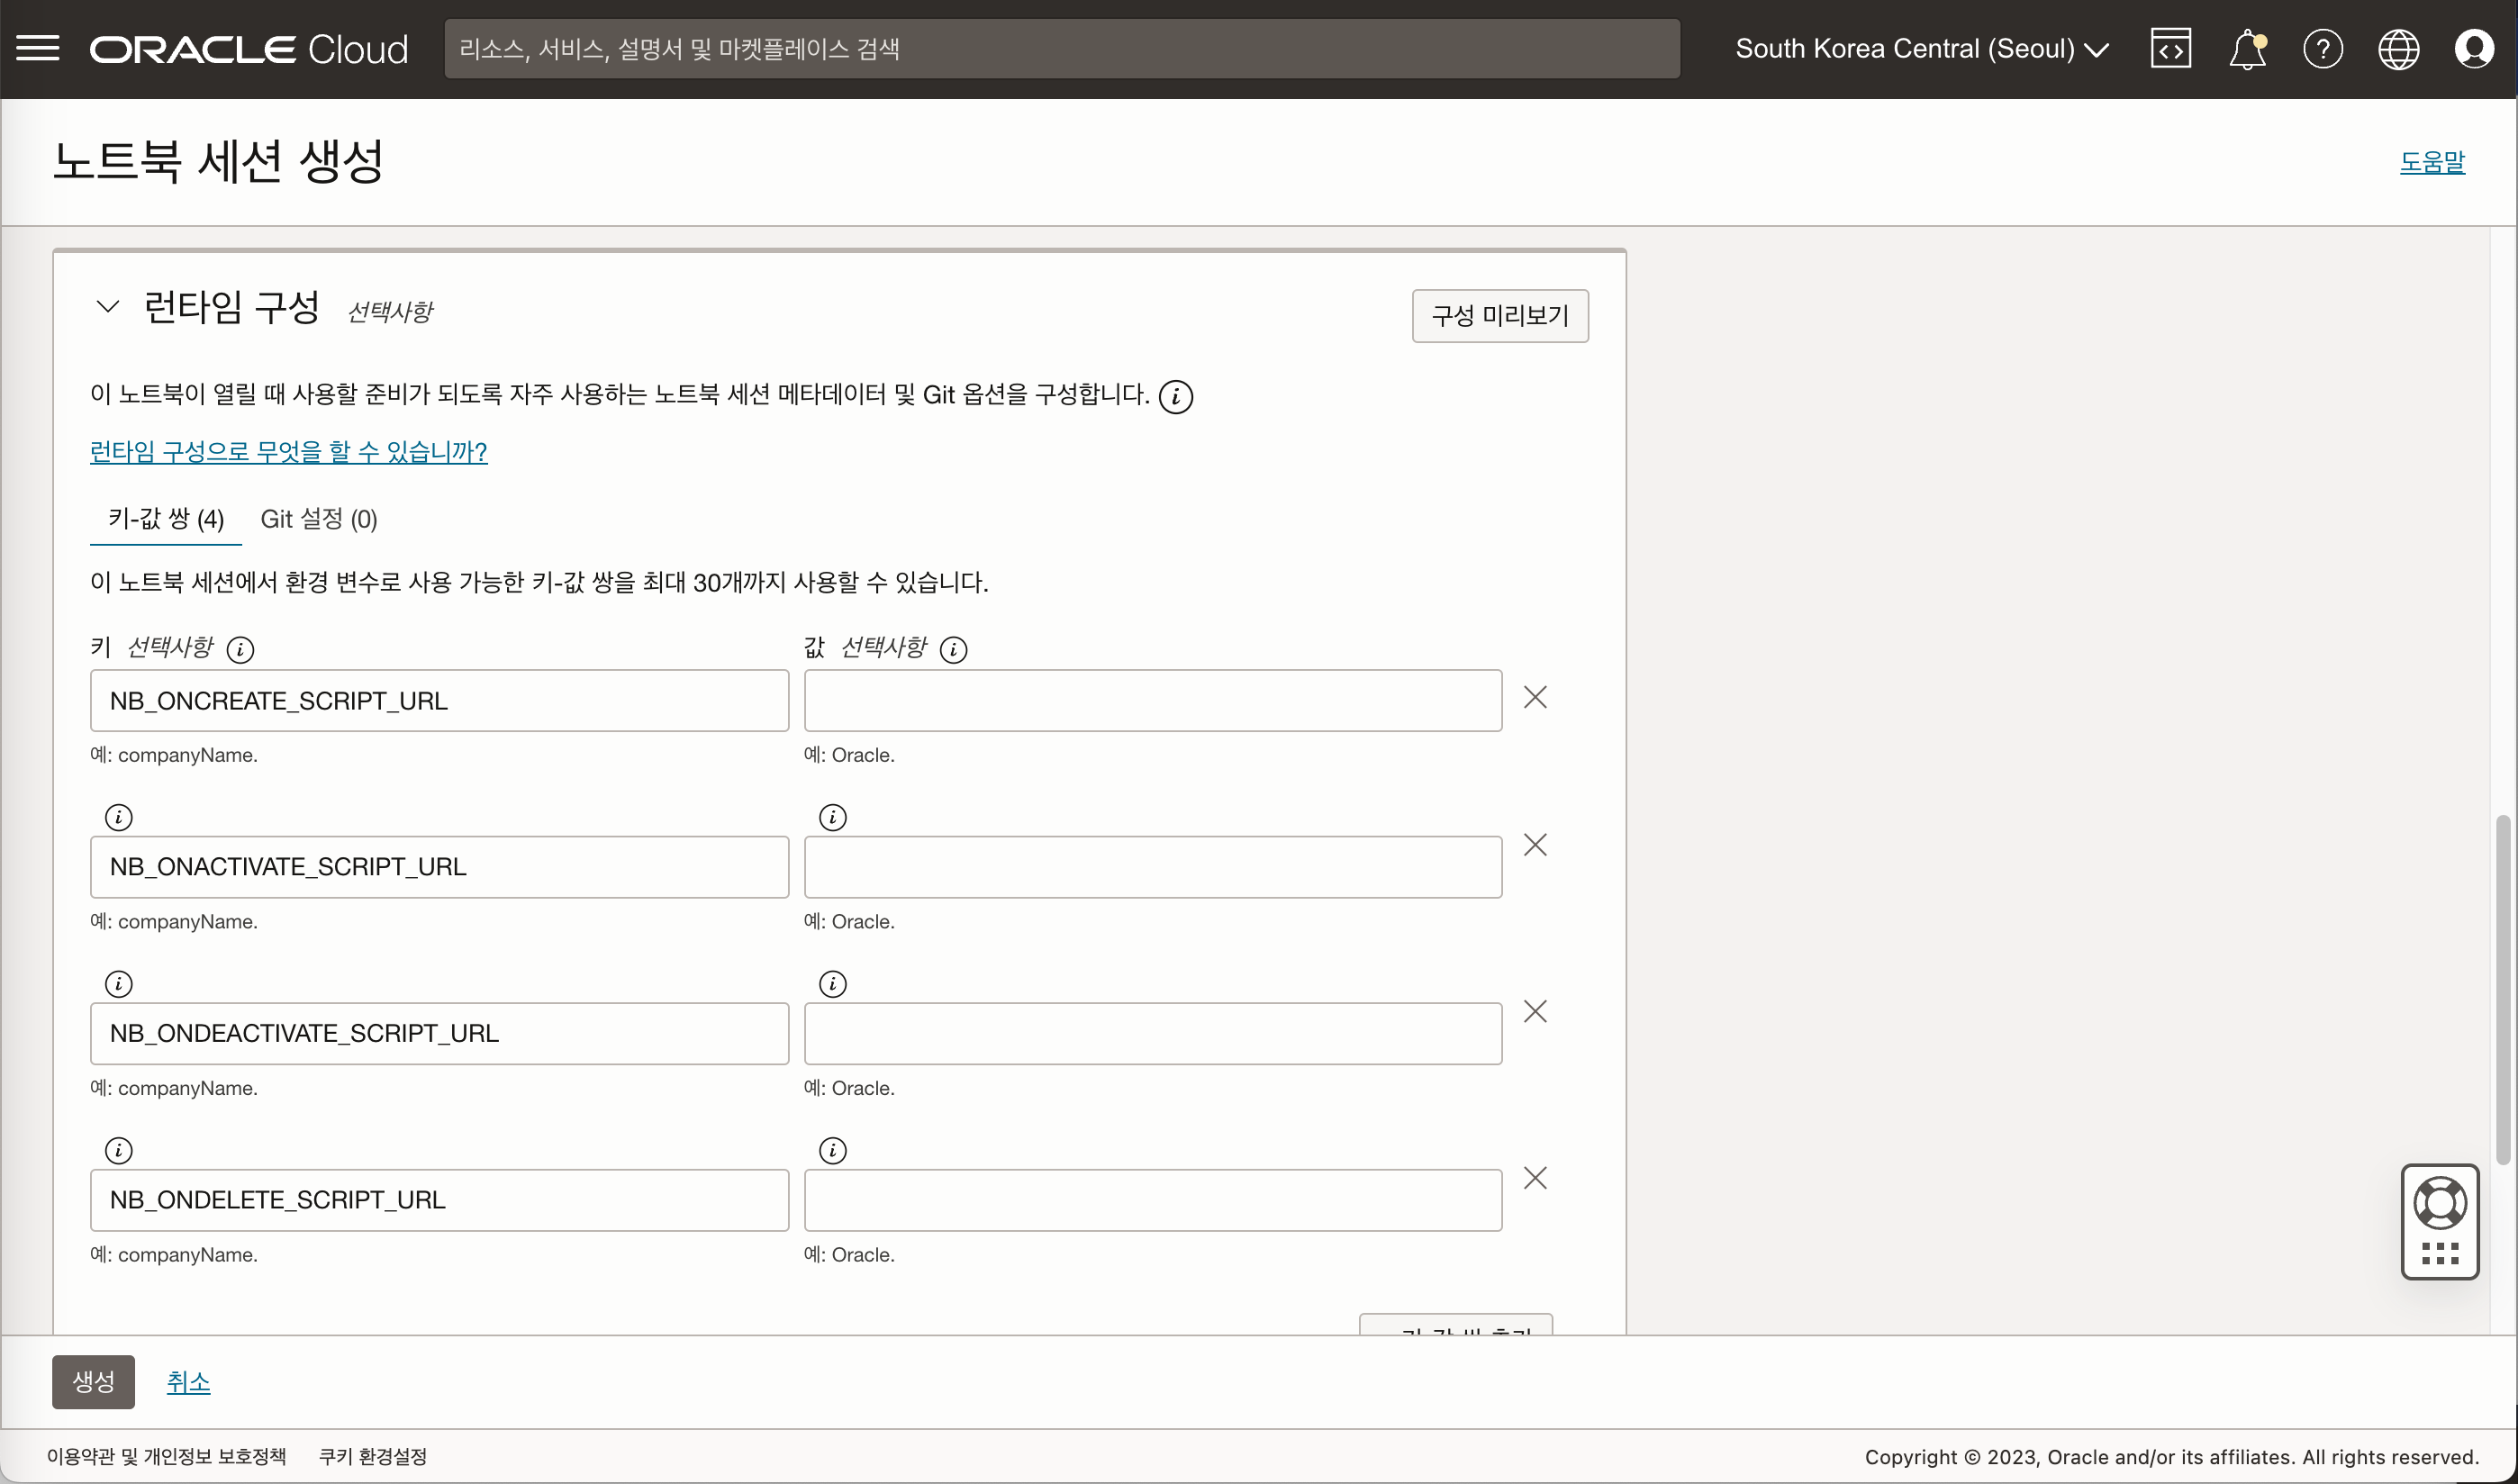 ORACLE Cloud
리소스, 서비스, 설명서 및 마켓플레이스 검색
South Korea Central (Seoul)
노트북 세션 생성
도움말
런타임 구성 선택사항
구성 미리보기
이 노트북이 열릴 때 사용할 준비가 되도록 자주 사용하는 노트북 세션 메타데이터 및 Git 옵션을 구성합니다.
런타임 구성으로 무엇을 할 수 있습니까?
키-값 쌍 (4) Git 설정 (0)
이 노트북 세션에서 환경 변수로 사용 가능한 키-값 쌍을 최대 30개까지 사용할 수 있습니다.
키 선택사항 값 선택사항
NB_ONCREATE_SCRIPT_URL
예: companyName. 예: Oracle.
NB_ONACTIVATE_SCRIPT_URL
예: companyName. 예: Oracle.
NB_ONDEACTIVATE_SCRIPT_URL
예: companyName. 예: Oracle.
NB_ONDELETE_SCRIPT_URL
예: companyName. 예: Oracle.
생성 취소
이용약관 및 개인정보 보호정책 쿠키 환경설정
Copyright © 2023, Oracle and/or its affiliates. All rights reserved.